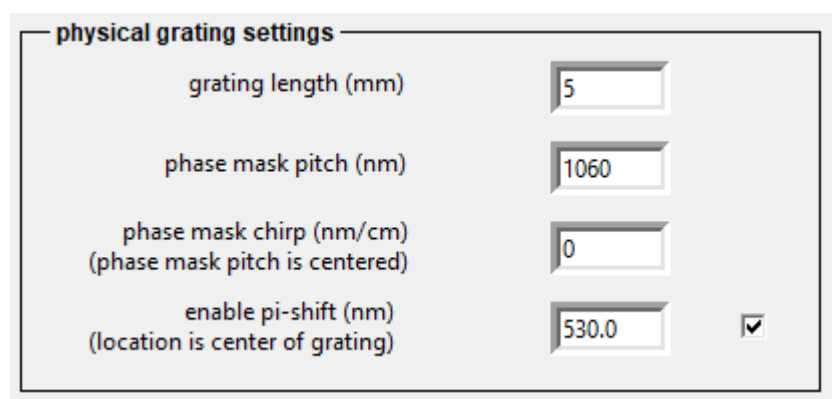 physical grating settings
grating length (mm)
5
phase mask pitch (nm)
1060
phase mask chirp (nm/cm)
(phase mask pitch is centered)
0
enable pi-shift (nm)
(location is center of grating)
530.0